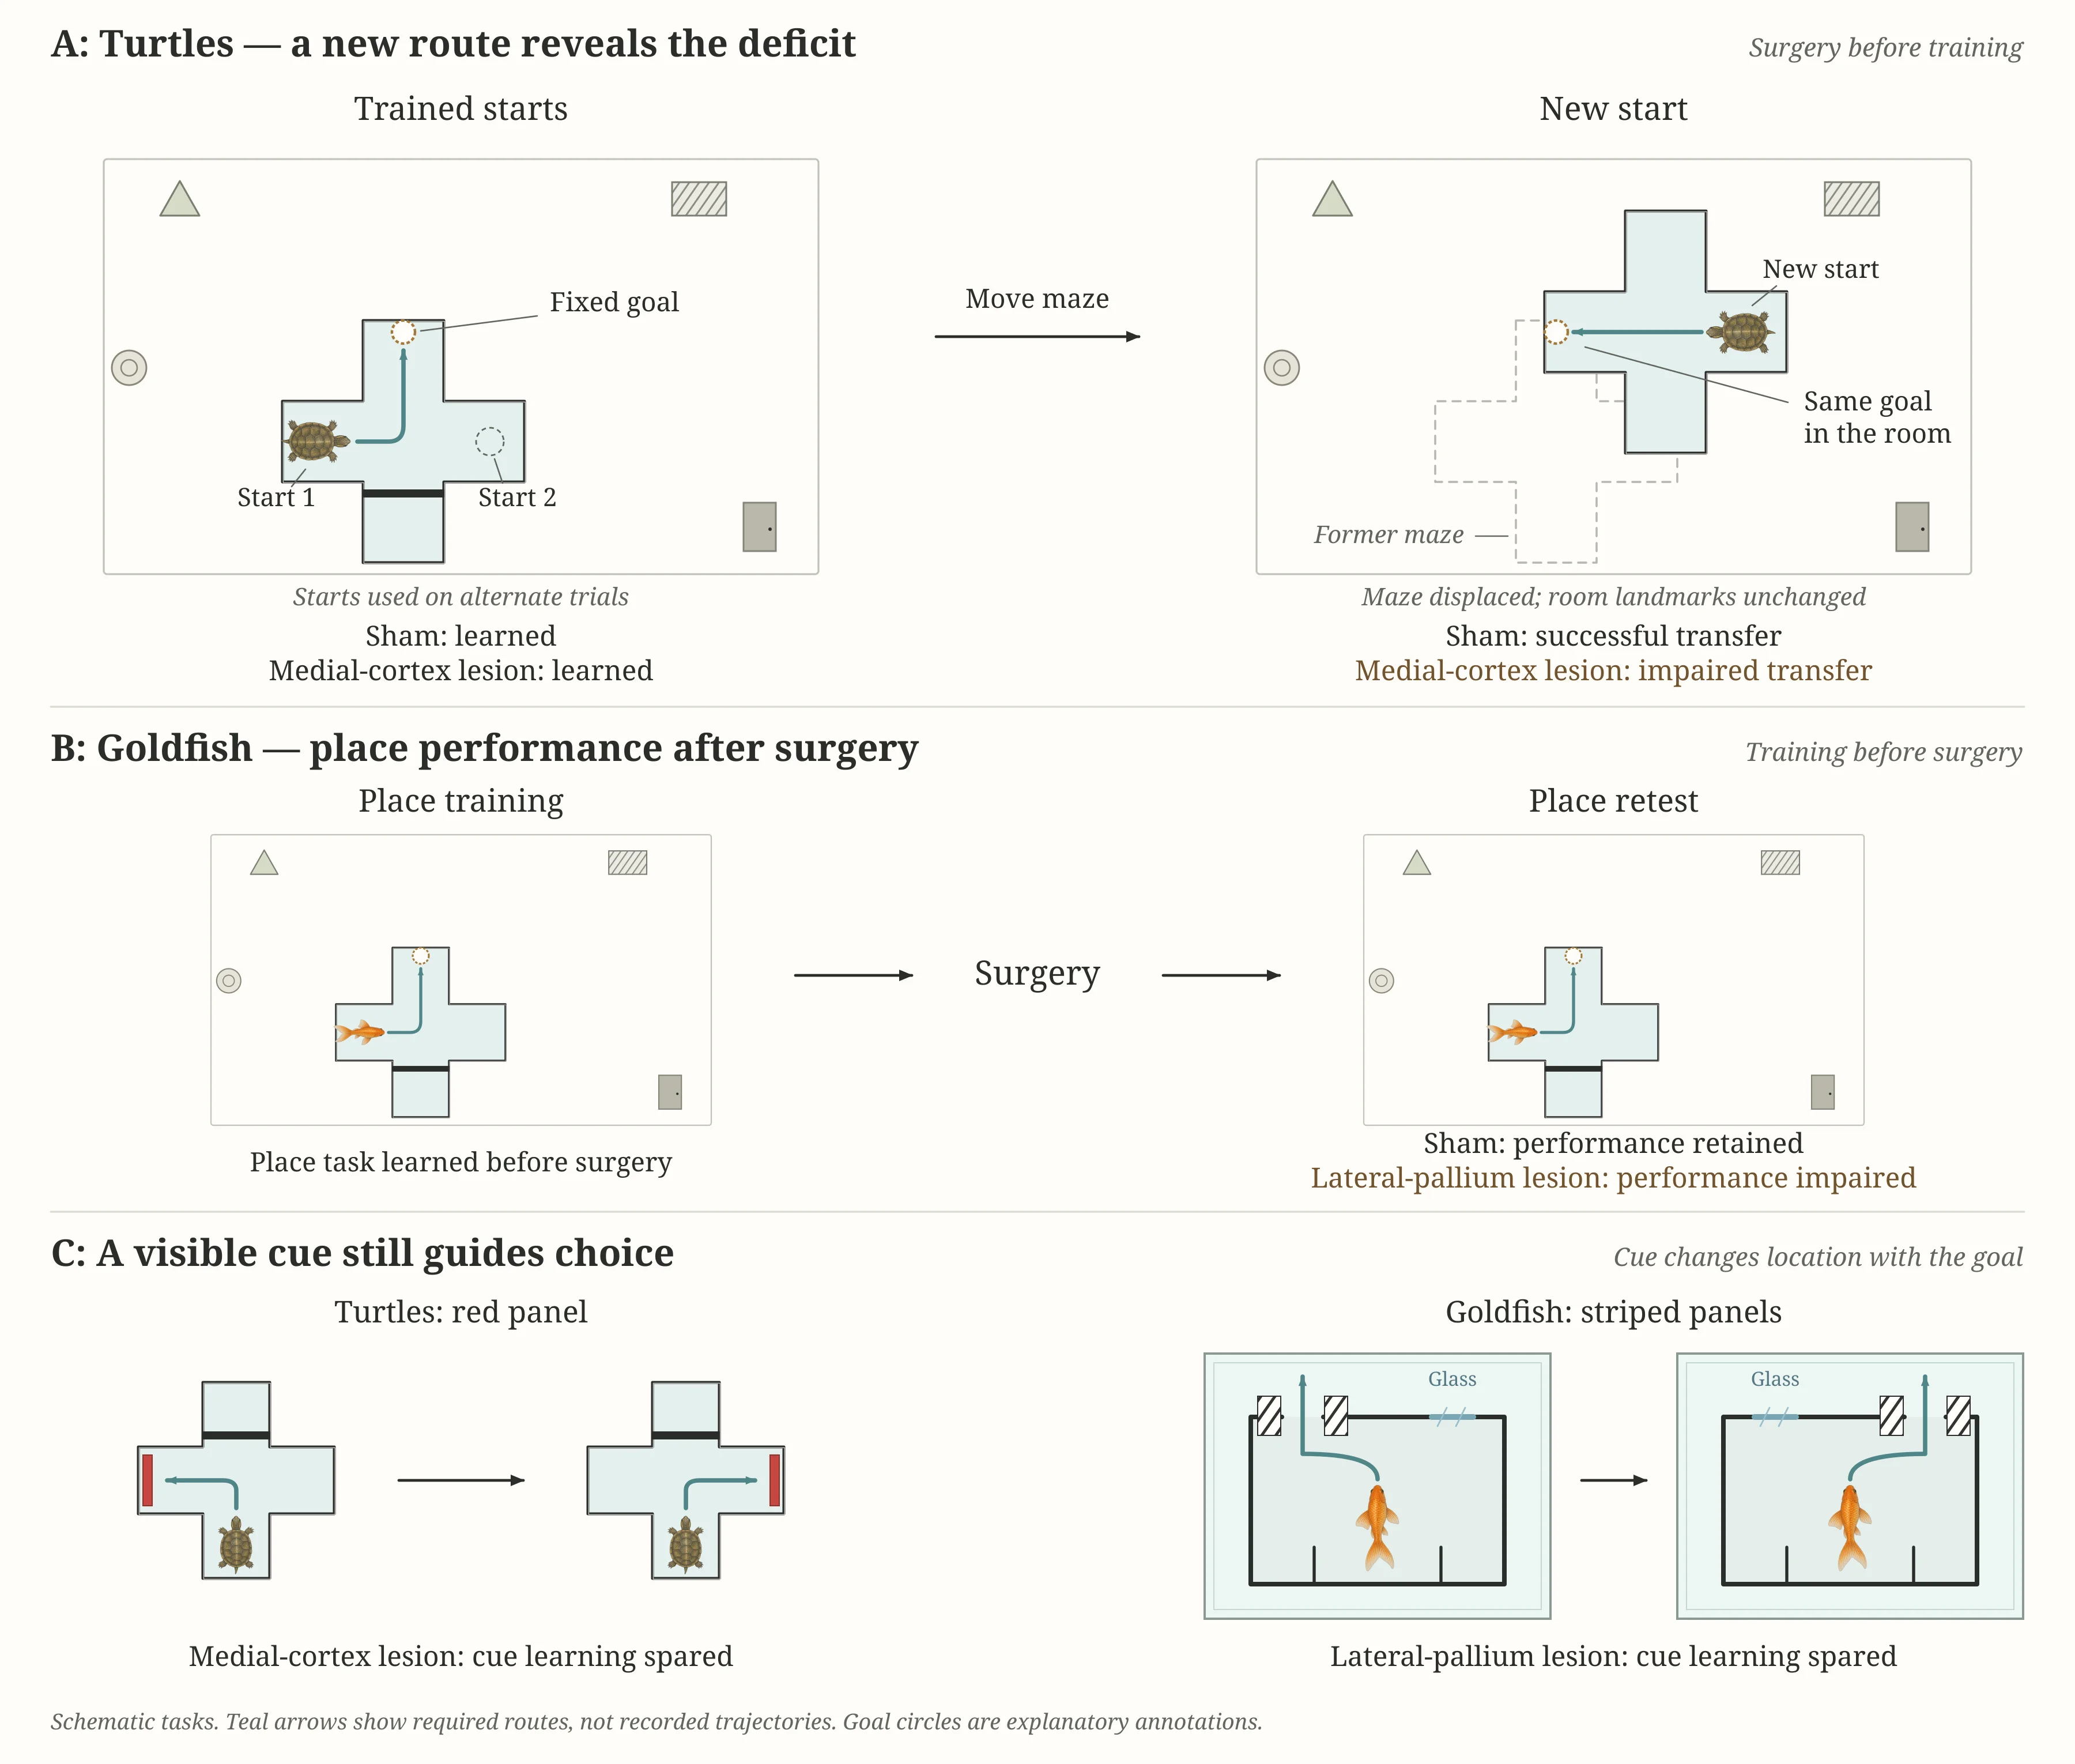 A: Turtles — a new route reveals the deficit
Surgery before training
Trained starts
New start
Fixed goal
Start 1
Start 2
Move maze
New start
Same goal
in the room
Former maze
Starts used on alternate trials
Sham: learned
Medial-cortex lesion: learned
Maze displaced; room landmarks unchanged
Sham: successful transfer
Medial-cortex lesion: impaired transfer
B: Goldfish — place performance after surgery
Training before surgery
Place training
Place retest
Surgery
Place task learned before surgery
Sham: performance retained
Lateral-pallium lesion: performance impaired
C: A visible cue still guides choice
Cue changes location with the goal
Turtles: red panel
Goldfish: striped panels
Glass
Glass
Medial-cortex lesion: cue learning spared
Lateral-pallium lesion: cue learning spared
Schematic tasks. Teal arrows show required routes, not recorded trajectories. Goal circles are explanatory annotations.